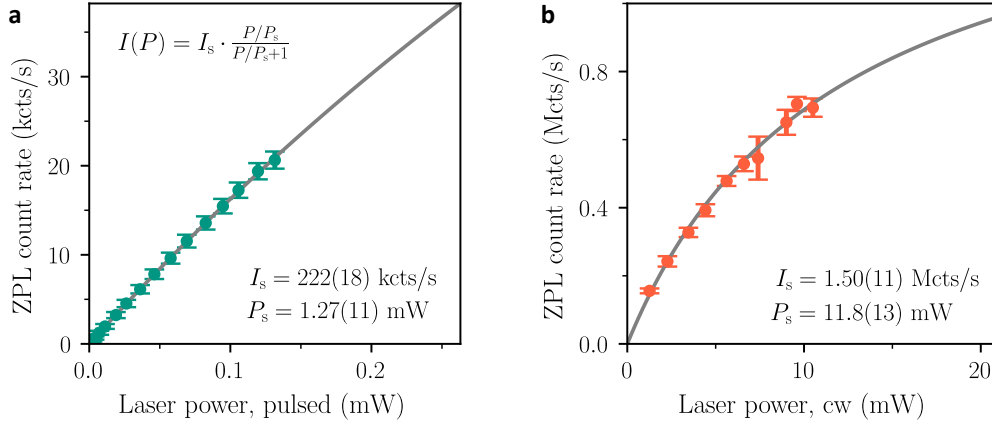 a
I(P) = I_s · \frac{P/P_s}{P/P_s+1}
I_s = 222(18) kcts/s
P_s = 1.27(11) mW
ZPL count rate (kcts/s)
30
20
10
0
0.0 0.1 0.2
Laser power, pulsed (mW)
b
I_s = 1.50(11) Mcts/s
P_s = 11.8(13) mW
ZPL count rate (Mcts/s)
0.8
0.4
0.0
0 10 20
Laser power, cw (mW)